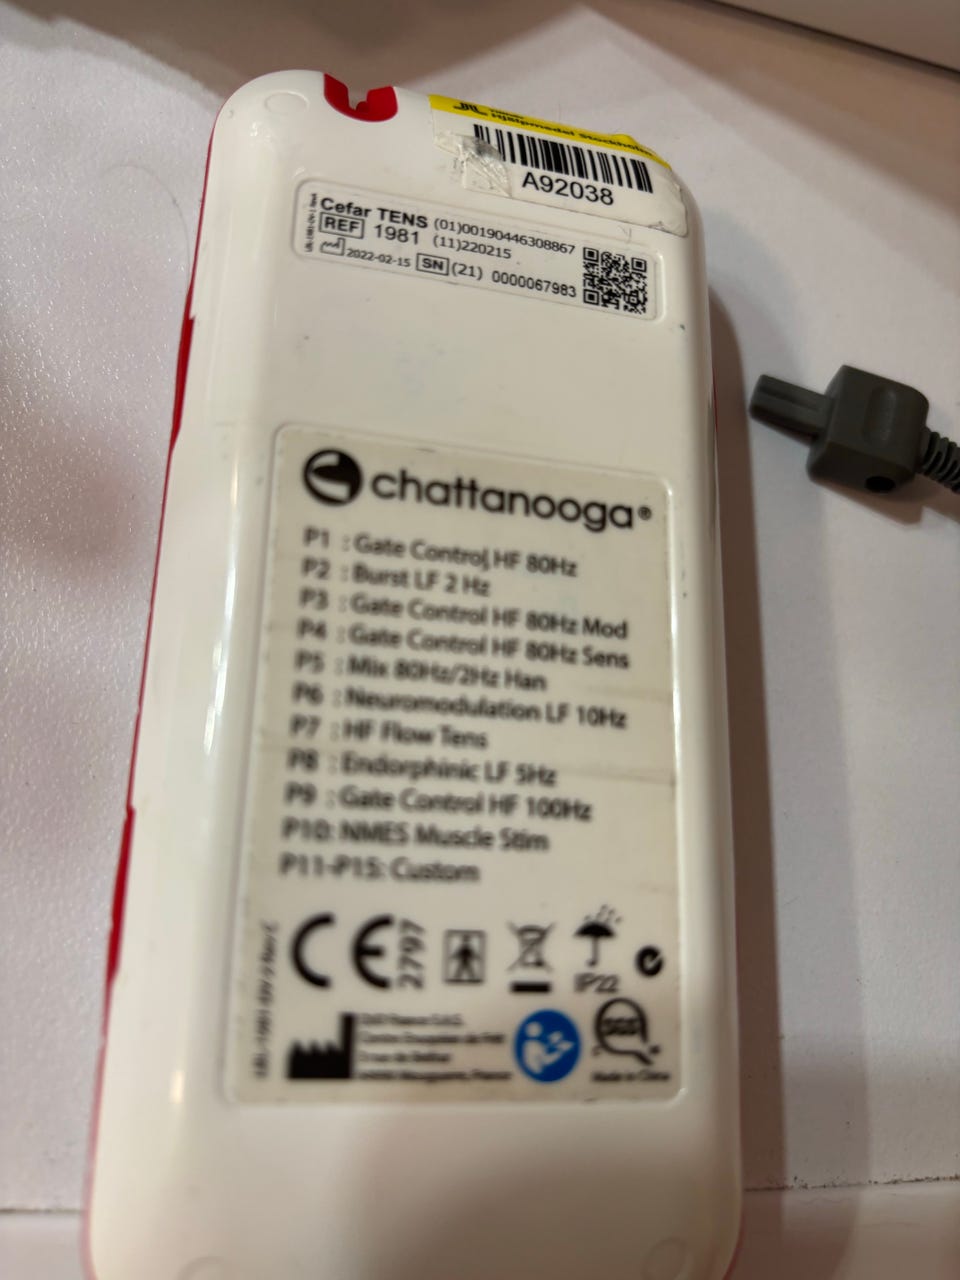 Hjälpmedel Stockholm
A92038
Cefar TENS (01)00190446308867
REF 1981 (11)220215
2022-02-15 SN (21) 0000067983
chattanooga®
P1 : Gate Control HF 80Hz
P2 : Burst LF 2 Hz
P3 : Gate Control HF 80Hz Mod
P4 : Gate Control HF 80Hz Sens
P5 : Mix 80Hz/2Hz Han
P6 : Neuromodulation LF 10Hz
P7 : HF Flow Tens
P8 : Endorphinic LF 5Hz
P9 : Gate Control HF 100Hz
P10: NMES Muscle Stim
P11-P15: Custom
CE 2797
IP22
SGS
Made in China